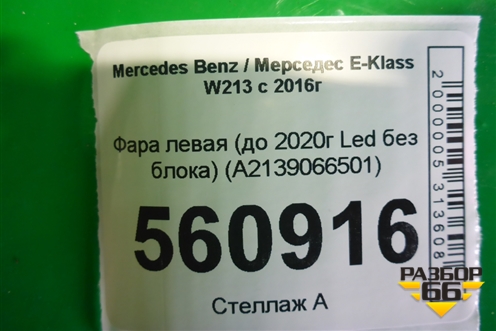 Mercedes Benz / Мерседес E-Klass
W213 с 2016г
Фара левая (до 2020г Led без
блока) (A2139066501)
560916
Стеллаж А
2000005313608
РАЗБОР
66